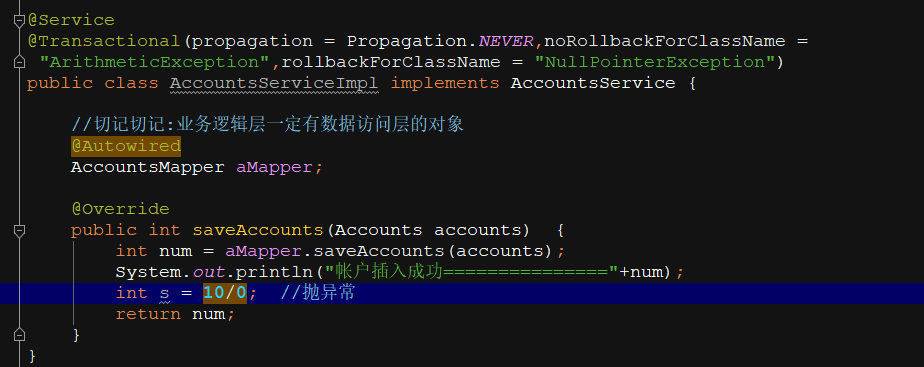 @Service
@Transactional(propagation = Propagation.NEVER,noRollbackForClassName =
"ArithmeticException",rollbackForClassName = "NullPointerException")
public class AccountsServiceImpl implements AccountsService {
//切记切记:业务逻辑层一定有数据访问层的对象
@Autowired
AccountsMapper aMapper;
@Override
public int saveAccounts(Accounts accounts)  {
int num = aMapper.saveAccounts(accounts);
System.out.println("帐户插入成功==============="+num);
int s = 10/0;  //抛异常
return num;
}
}